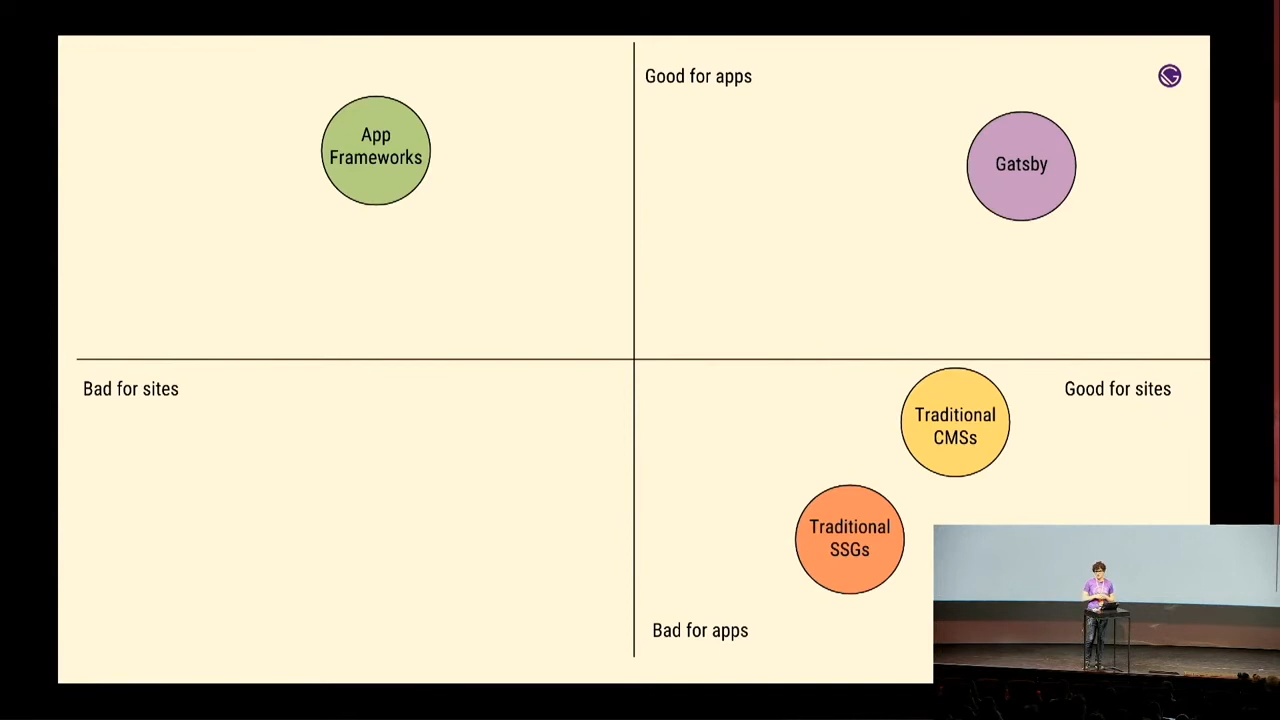 Good for apps
App
Frameworks
Gatsby
Bad for sites
Good for sites
Traditional
CMSs
Traditional
SSGs
Bad for apps